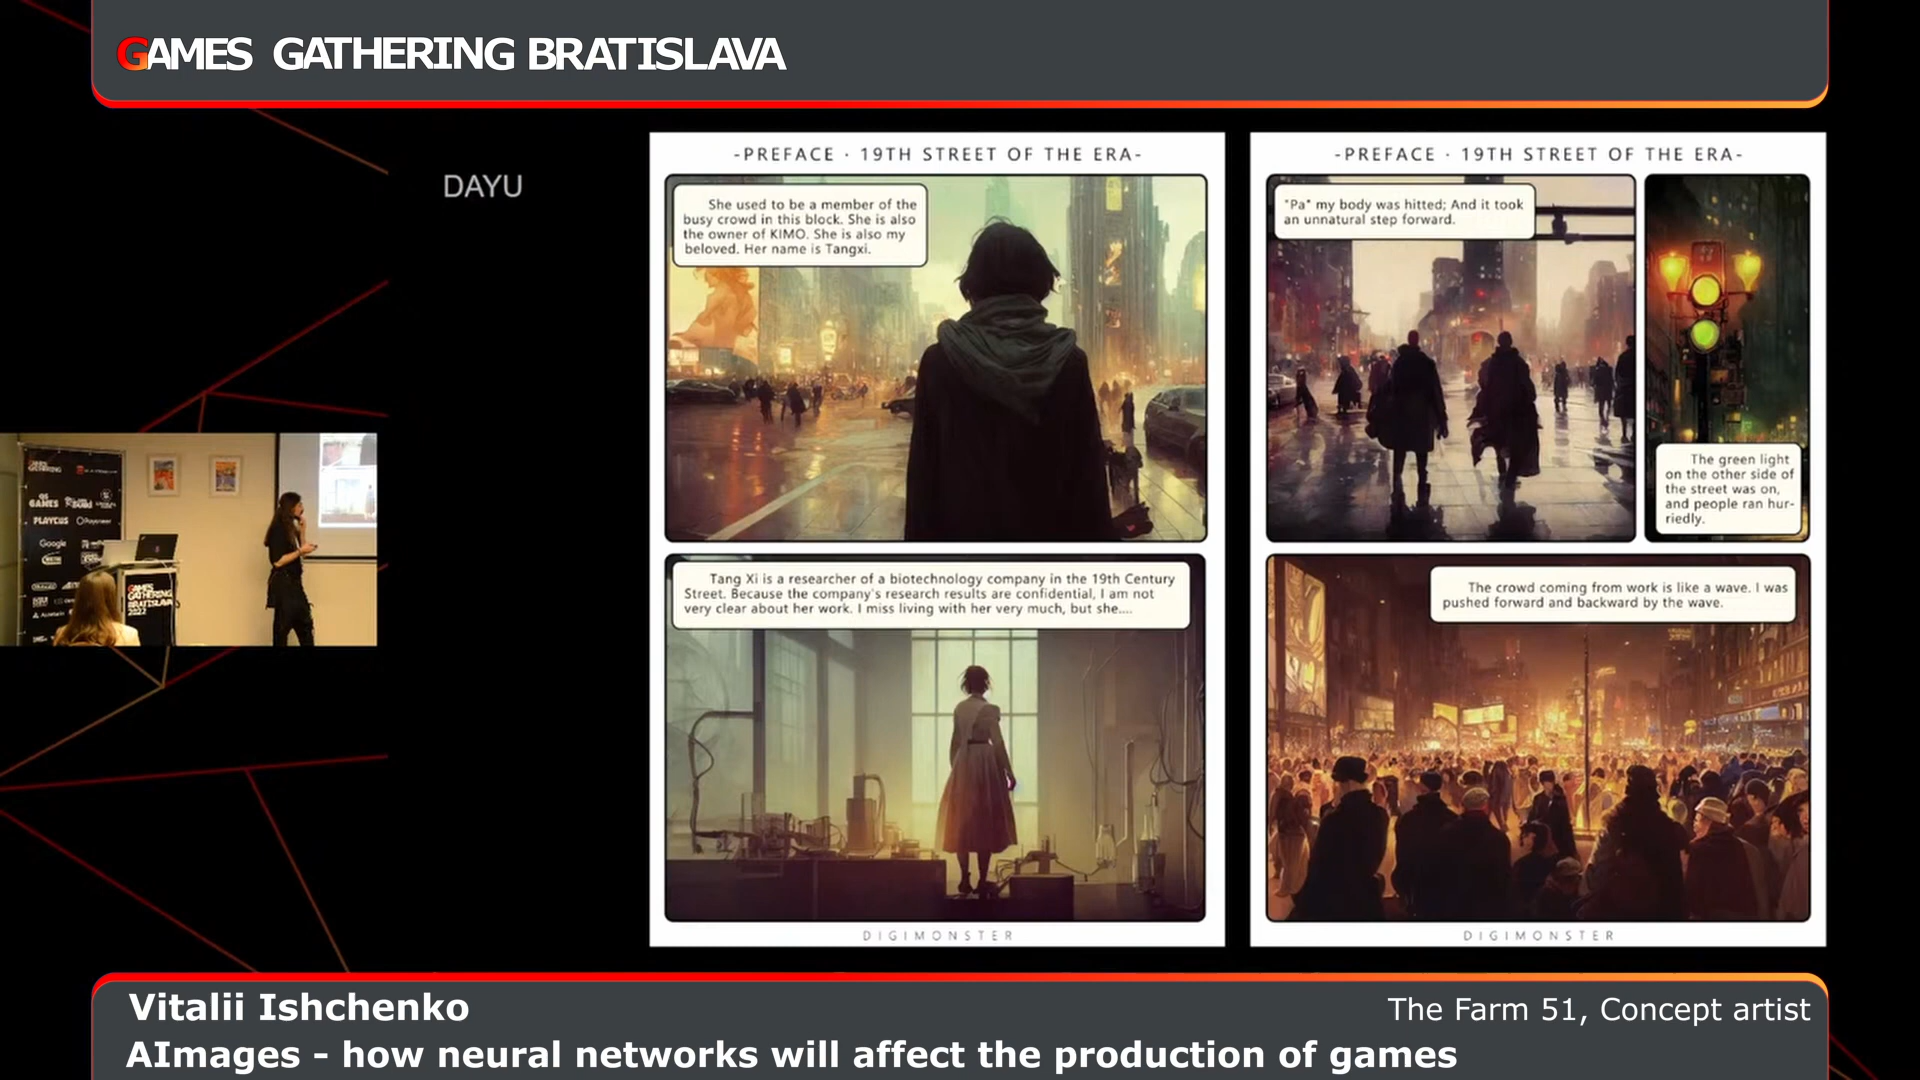 GAMES GATHERING BRATISLAVA
DAYU
-PREFACE · 19TH STREET OF THE ERA-
She used to be a member of the
busy crowd in this block. She is also
the owner of KIMO. She is also my
beloved. Her name is Tangxi.
Tang Xi is a researcher of a biotechnology company in the 19th Century
Street. Because the company's research results are confidential, I am not
very clear about her work. I miss living with her very much, but she....
DIGIMONSTER
-PREFACE · 19TH STREET OF THE ERA-
"Pa" my body was hitted; And it took
an unnatural step forward.
The green light
on the other side of
the street was on,
and people ran hur-
riedly.
The crowd coming from work is like a wave. I was
pushed forward and backward by the wave.
DIGIMONSTER
GAMES
PLAYCUS
Google
GAMES
GATHERING
BRATISLAVA
2022
Vitalii Ishchenko
The Farm 51, Concept artist
AImages - how neural networks will affect the production of games